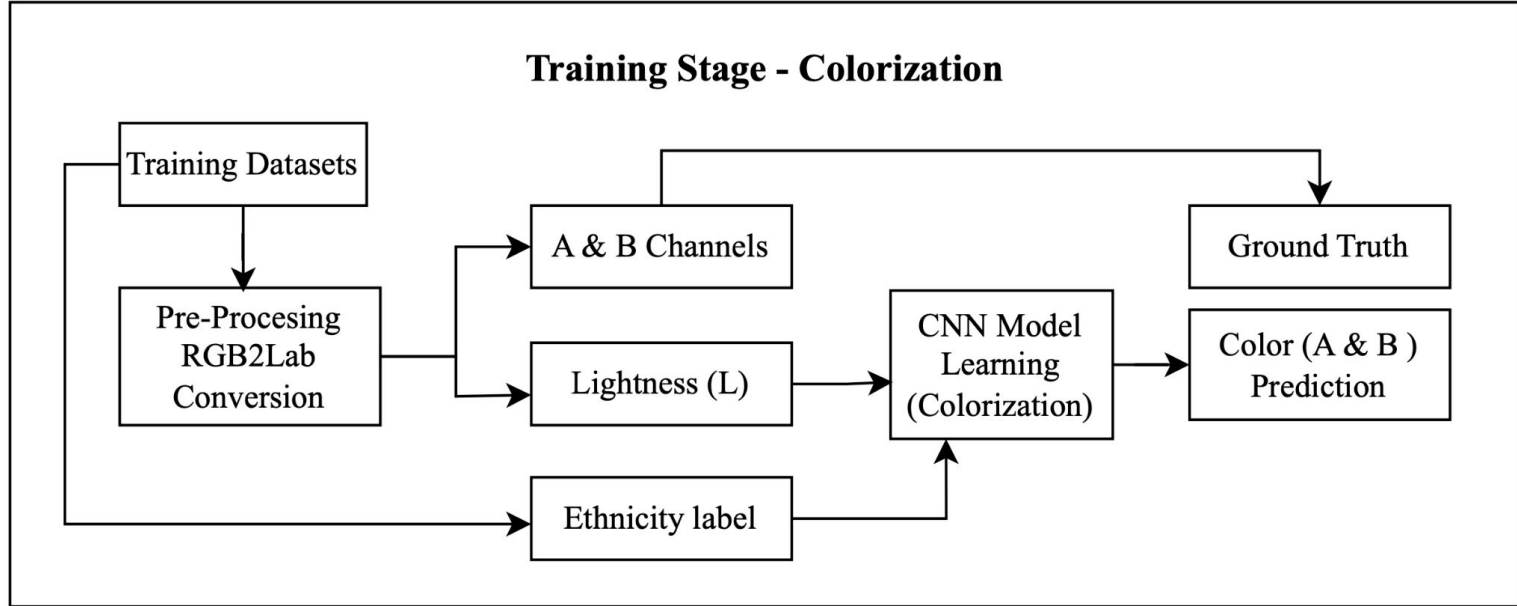 Training Stage - Colorization
Training Datasets
Pre-Procesing
RGB2Lab
Conversion
A & B Channels
Lightness (L)
Ethnicity label
CNN Model
Learning
(Colorization)
Ground Truth
Color (A & B )
Prediction